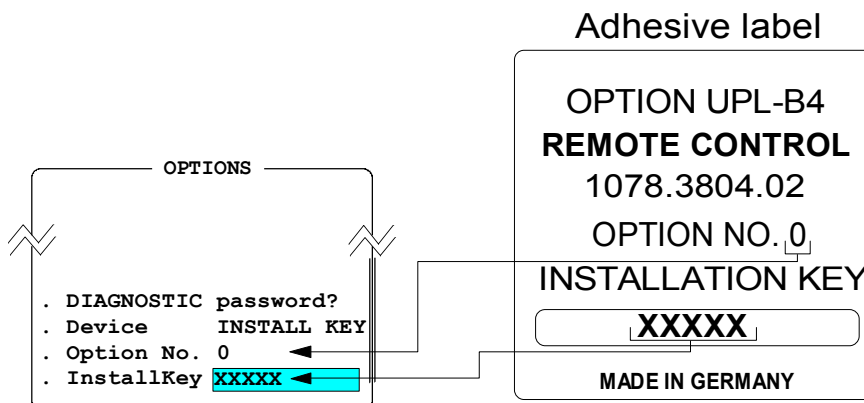 Adhesive label
OPTION UPL-B4
REMOTE CONTROL
1078.3804.02
OPTION NO. 0
INSTALLATION KEY
XXXXX
MADE IN GERMANY
OPTIONS
. DIAGNOSTIC password?
. Device INSTALL KEY
. Option No. 0
. InstallKey XXXXX